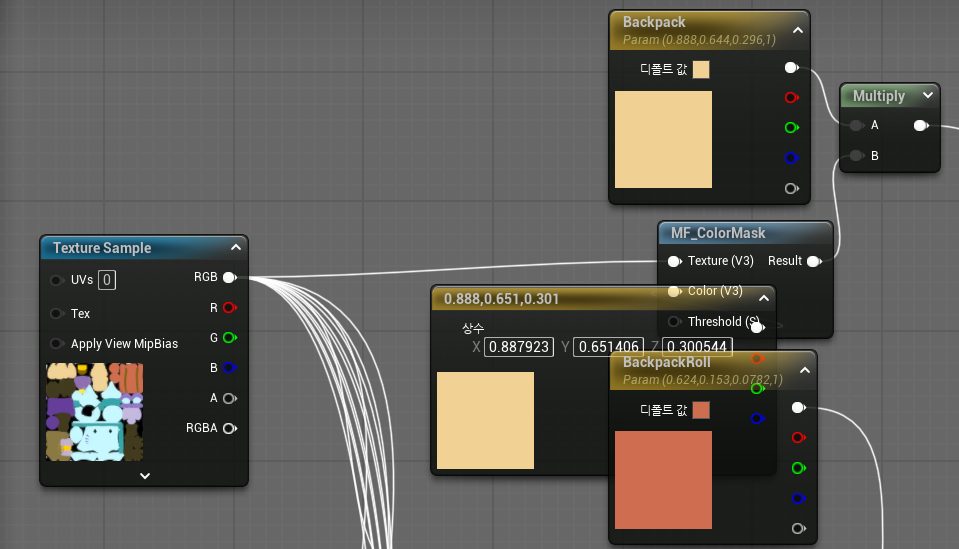 Backpack
Param (0.888,0.644,0.296,1)
디폴트 값
Multiply
A
B
Texture Sample
UVs 0
Tex
Apply View MipBias
RGB
R
G
B
A
RGBA
MF_ColorMask
Texture (V3) Result
Color (V3)
Threshold (S)
0.888,0.651,0.301
상수
X 0.887923 Y 0.651406 Z 0.300544
BackpackRoll
Param (0.624,0.153,0.0782,1)
디폴트 값